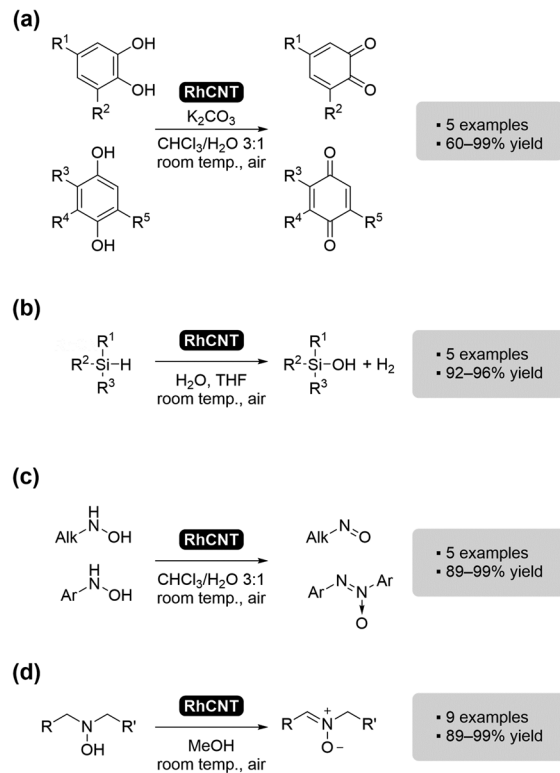 (a)
R¹
OH
OH
R²
OH
R³
R⁴
R⁵
OH
RhCNT
K₂CO₃
CHCl₃/H₂O 3:1
room temp., air
R¹
O
O
R²
O
R³
R⁴
R⁵
O
▪ 5 examples
▪ 60–99% yield
(b)
R¹
R²-Si-H
R³
RhCNT
H₂O, THF
room temp., air
R¹
R²-Si-OH + H₂
R³
▪ 5 examples
▪ 92–96% yield
(c)
H
N
Alk OH
H
N
Ar OH
RhCNT
CHCl₃/H₂O 3:1
room temp., air
N
Alk O
N Ar
Ar N
O
▪ 5 examples
▪ 89–99% yield
(d)
R N R'
OH
RhCNT
MeOH
room temp., air
+
R N R'
O⁻
▪ 9 examples
▪ 89–99% yield